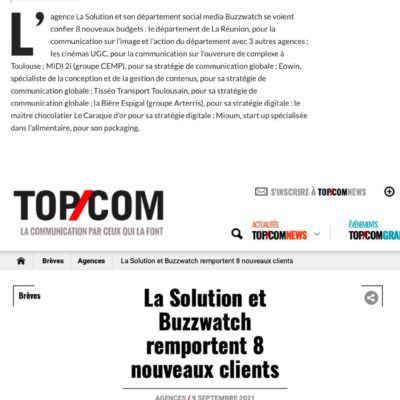 L'agence La Solution et son département social media Buzzwatch se voient
confier 8 nouveaux budgets : le département de La Réunion, pour la
communication sur l'image et l'action du département avec 3 autres agences ;
les cinémas UGC, pour la communication sur l'ouverure de complexe à
Toulouse ; MIDI 2i (groupe CEMP), pour sa stratégie de communication globale ; Eowin,
spécialiste de la conception et de la gestion de contenus, pour sa stratégie de
communication globale ; Tisséo Transport Toulousain, pour sa stratégie de
communication globale ; la Bière Espigal (groupe Arterris), pour sa stratégie digitale : le
maitre chocolatier Le Caraque d'or pour sa stratégie digitale ; Mioum, start up spécialisée
dans l'alimentaire, pour son packaging.
TOP/COM
LA COMMUNICATION PAR CEUX QUI LA FONT
S'INSCRIRE À TOP/COMNEWS
ACTUALITÉS
TOP/COMNEWS
ÉVÉNEMENTS
TOP/COMGRA
Brèves
Agences
La Solution et Buzzwatch remportent 8 nouveaux clients
Brèves
La Solution et
Buzzwatch
remportent 8
nouveaux clients
AGENCES / 9 SEPTEMBRE 2021